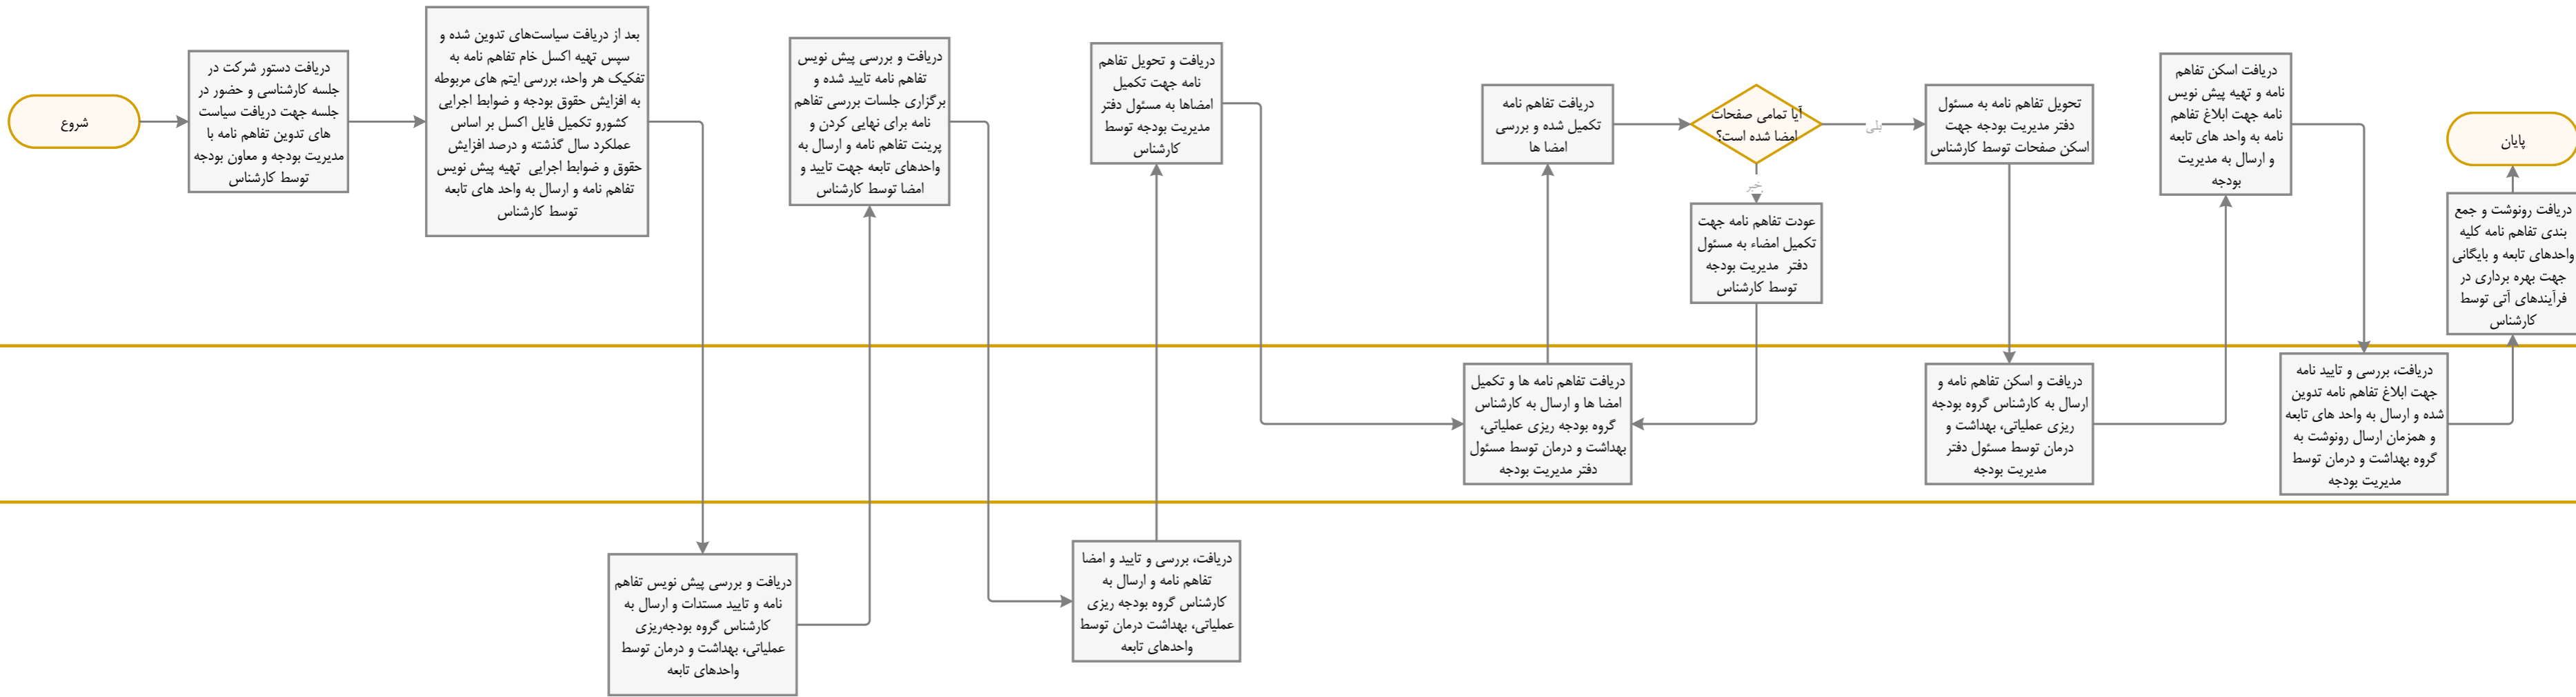 شروع
دریافت دستور شرکت در
جلسه کارشناسی و حضور در
جلسه جهت دریافت سیاست
های تدوین تفاهم نامه با
مدیریت بودجه و معاون بودجه
توسط کارشناس
بعد از دریافت سیاست‌های تدوین شده و
سپس تهیه اکسل خام تفاهم نامه به
تفکیک هر واحد، بررسی ایتم های مربوطه
به افزایش حقوق بودجه و ضوابط اجرایی
کشورو تکمیل فایل اکسل بر اساس
عملکرد سال گذشته و درصد افزایش
حقوق و ضوابط اجرایی تهیه پیش نویس
تفاهم نامه و ارسال به واحد های تابعه
توسط کارشناس
دریافت و بررسی پیش نویس تفاهم
نامه و تایید مستدات و ارسال به
کارشناس گروه بودجه‌ریزی
عملیاتی، بهداشت و درمان توسط
واحدهای تابعه
دریافت و بررسی پیش نویس
تفاهم نامه تایید شده و
برگزاری جلسات بررسی تفاهم
نامه برای نهایی کردن و
پرینت تفاهم نامه و ارسال به
واحدهای تابعه جهت تایید و
امضا توسط کارشناس
دریافت، بررسی و تایید و امضا
تفاهم نامه و ارسال به
کارشناس گروه بودجه ریزی
عملیاتی، بهداشت درمان توسط
واحدهای تابعه
دریافت و تحویل تفاهم
نامه جهت تکمیل
امضاها به مسئول دفتر
مدیریت بودجه توسط
کارشناس
دریافت تفاهم نامه ها و تکمیل
امضا ها و ارسال به کارشناس
گروه بودجه ریزی عملیاتی،
بهداشت و درمان توسط مسئول
دفتر مدیریت بودجه
دریافت تفاهم نامه
تکمیل شده و بررسی
امضا ها
آیا تمامی صفحات
امضا شده است؟
بلی
خیر
عودت تفاهم نامه جهت
تکمیل امضاء به مسئول
دفتر مدیریت بودجه
توسط کارشناس
تحویل تفاهم نامه به مسئول
دفتر مدیریت بودجه جهت
اسکن صفحات توسط کارشناس
دریافت و اسکن تفاهم نامه و
ارسال به کارشناس گروه بودجه
ریزی عملیاتی، بهداشت و
درمان توسط مسئول دفتر
مدیریت بودجه
دریافت اسکن تفاهم
نامه و تهیه پیش نویس
نامه جهت ابلاغ تفاهم
نامه به واحد های تابعه
و ارسال به مدیریت
بودجه
دریافت، بررسی و تایید نامه
جهت ابلاغ تفاهم نامه تدوین
شده و ارسال به واحد های تابعه
و همزمان ارسال رونوشت به
گروه بهداشت و درمان توسط
مدیریت بودجه
دریافت رونوشت و جمع
بندی تفاهم نامه کلیه
واحدهای تابعه و بایگانی
جهت بهره برداری در
فرآیندهای آتی توسط
کارشناس
پایان